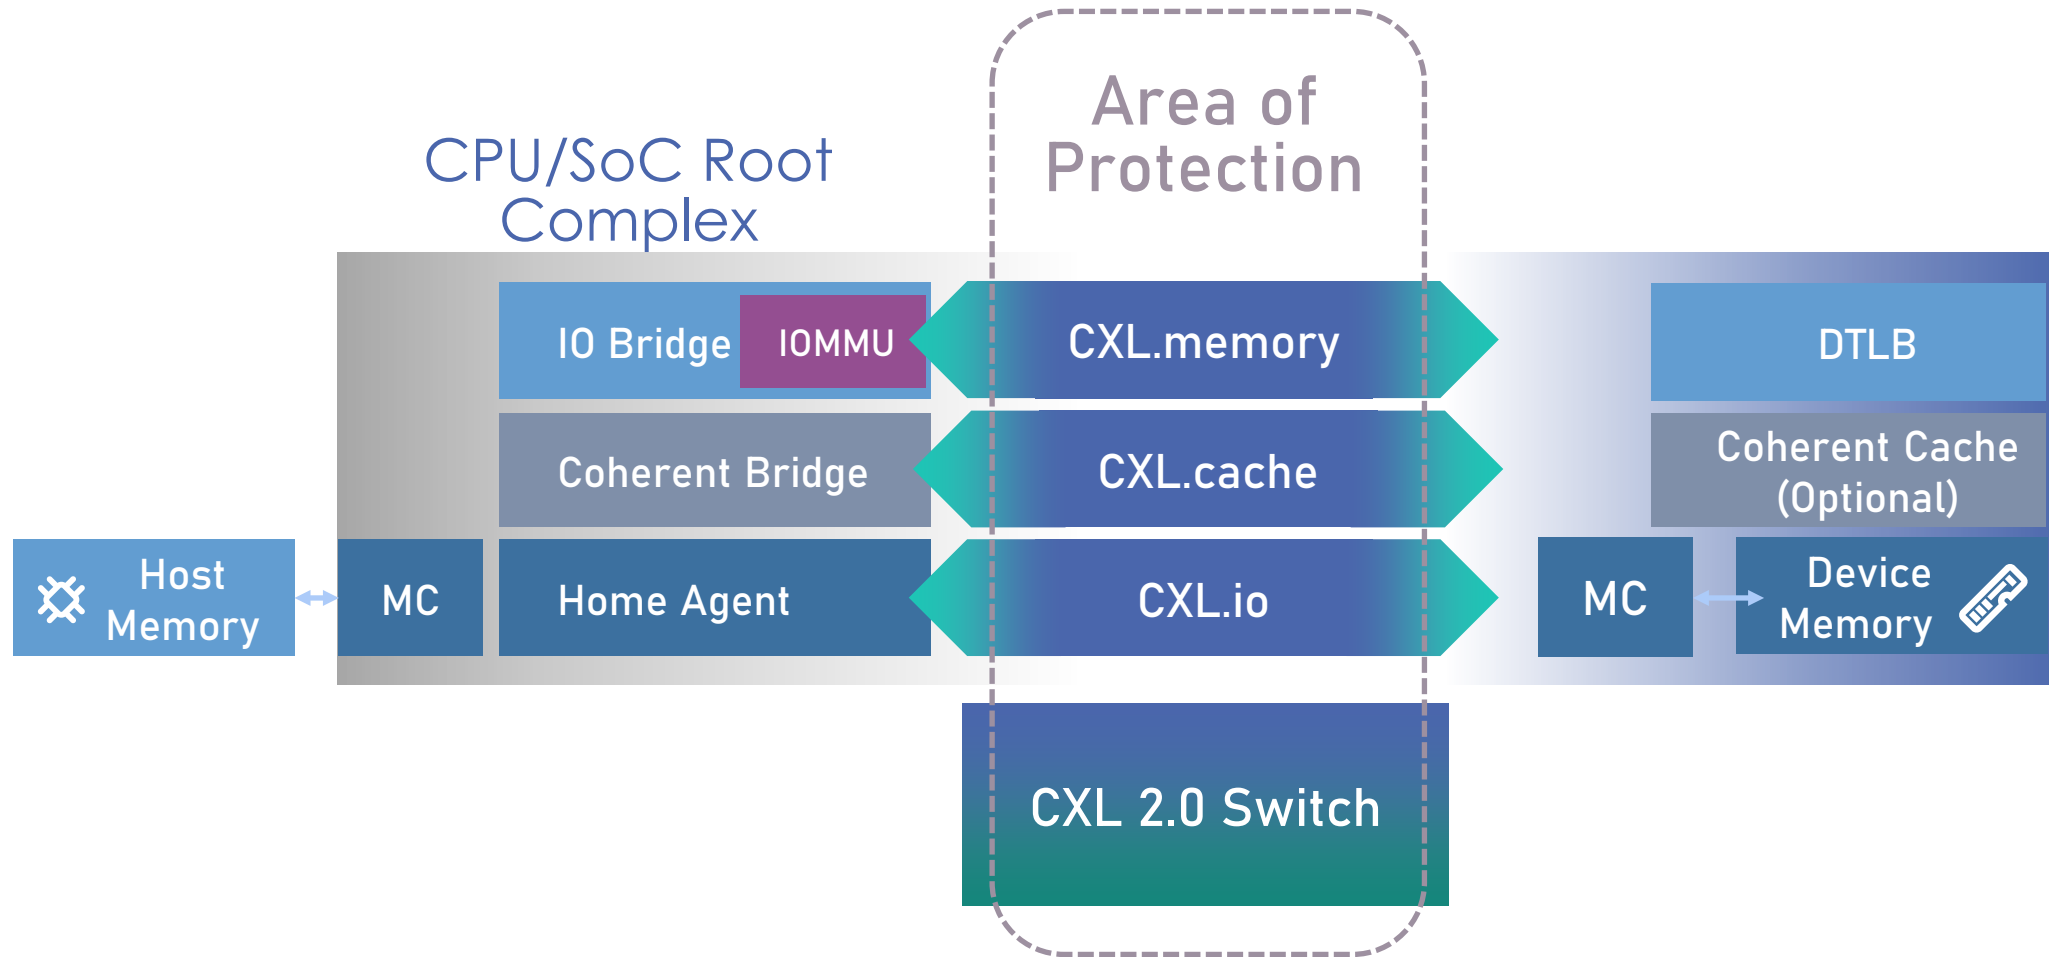 Area of
Protection
CPU/SoC Root
Complex
IO Bridge
IOMMU
CXL.memory
DTLB
Coherent Bridge
CXL.cache
Coherent Cache
(Optional)
Host
Memory
MC
Home Agent
CXL.io
MC
Device
Memory
CXL 2.0 Switch